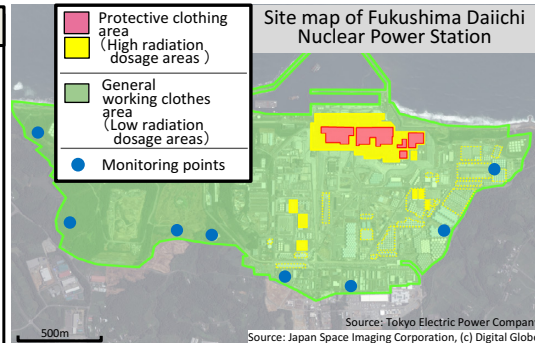 Site map of Fukushima Daiichi
Nuclear Power Station
Protective clothing
area
(High radiation
dosage areas )
General
working clothes
area
(Low radiation
dosage areas)
Monitoring points
500m
Source: Tokyo Electric Power Compan
Source: Japan Space Imaging Corporation, (c) Digital Globe